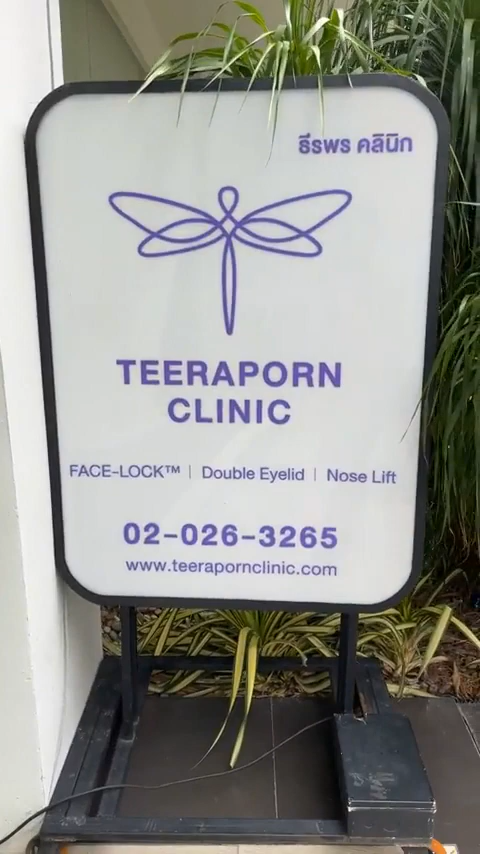 ธีรพร คลินิก
TEERAPORN
CLINIC
FACE-LOCK™ | Double Eyelid | Nose Lift
02-026-3265
www.teerapornclinic.com